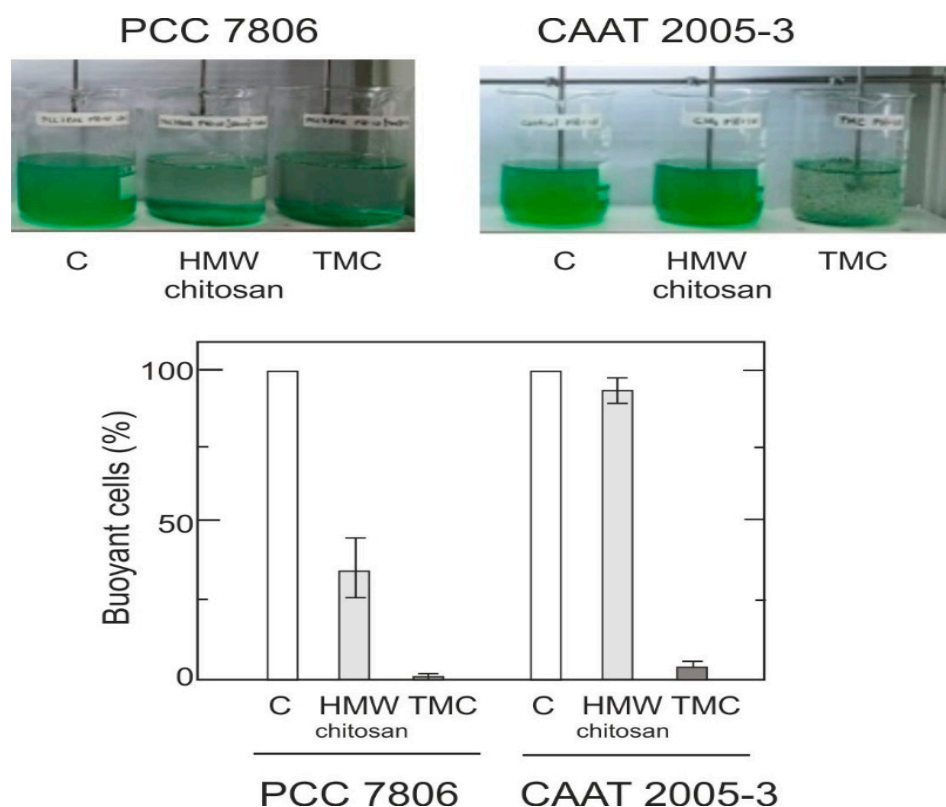 PCC 7806
CAAT 2005-3
C
HMW
chitosan
TMC
C
HMW
chitosan
TMC
100
50
0
Buoyant cells (%)
C
HMW
chitosan
TMC
C
HMW
chitosan
TMC
PCC 7806
CAAT 2005-3